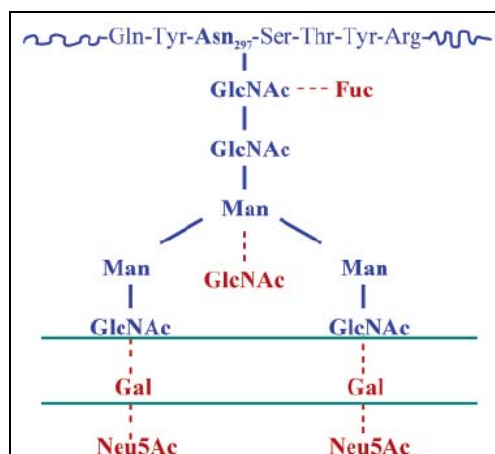 Gln-Tyr-Asn297-Ser-Thr-Tyr-Arg
GlcNAc Fuc
GlcNAc
Man
Man GlcNAc Man
GlcNAc GlcNAc
Gal Gal
Neu5Ac Neu5Ac